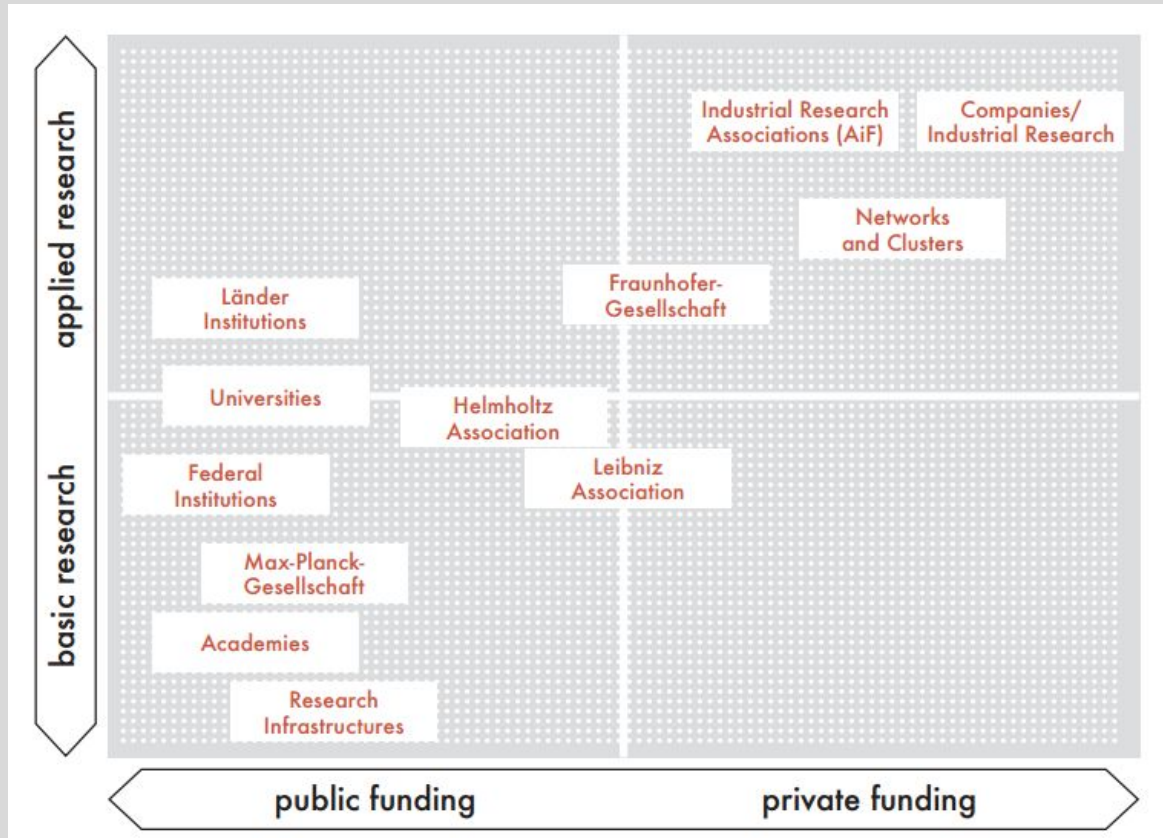 applied research
basic research
Industrial Research
Associations (AiF)
Companies/
Industrial Research
Networks
and Clusters
Fraunhofer-
Gesellschaft
Länder
Institutions
Universities
Helmholtz
Association
Federal
Institutions
Leibniz
Association
Max-Planck-
Gesellschaft
Academies
Research
Infrastructures
public funding
private funding